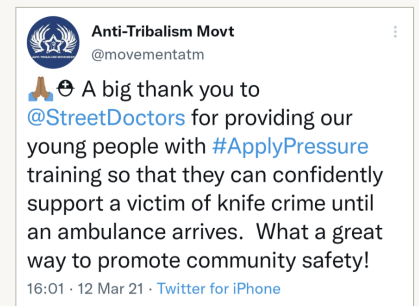 Anti-Tribalism Movt
@movementatm
🙏🏽⛑ A big thank you to
@StreetDoctors for providing our
young people with #ApplyPressure
training so that they can confidently
support a victim of knife crime until
an ambulance arrives.  What a great
way to promote community safety!
16:01 · 12 Mar 21 · Twitter for iPhone